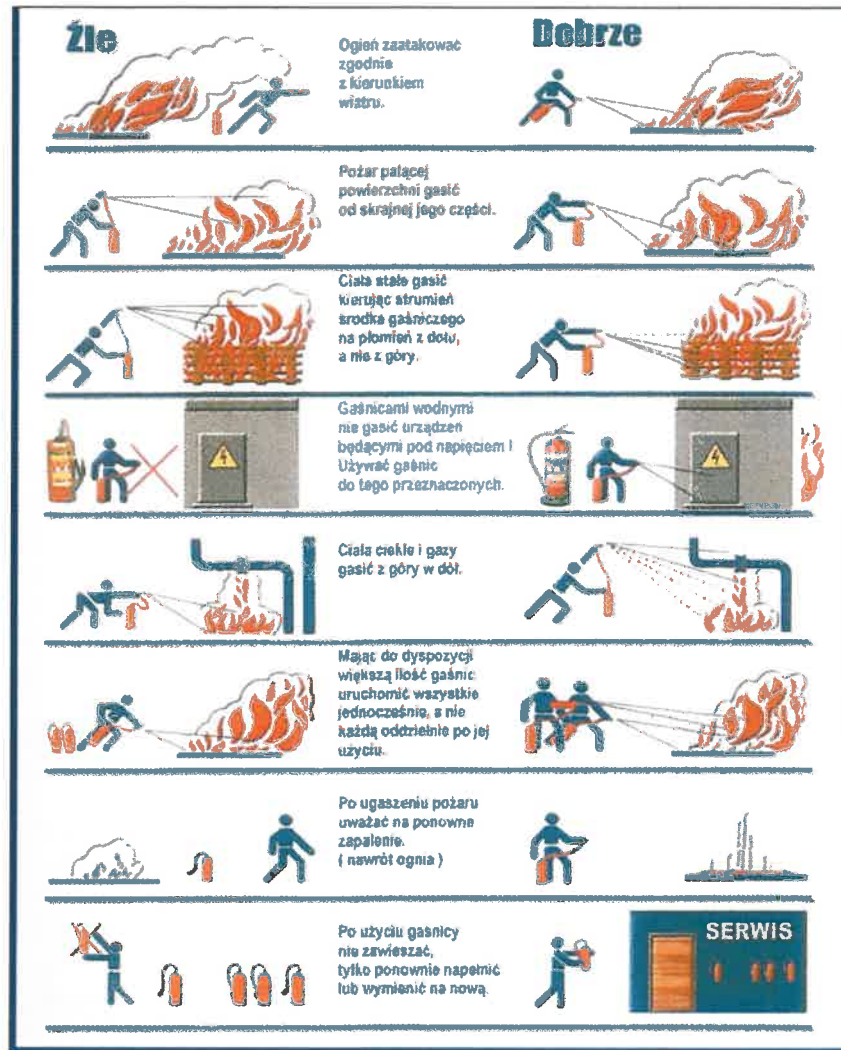 Źle
Dobrze
Ogień zaatakować
zgodnie
z kierunkiem
wiatru.
Pożar palącej
powierzchni gasić
od skrajnej jego części.
Ciała stałe gasić
kierując strumień
środka gaśniczego
na płomień z dołu,
a nie z góry.
Gaśnicami wodnymi
nie gasić urządzeń
będącymi pod napięciem !
Używać gaśnic
do tego przeznaczonych.
Ciała ciekłe i gazy
gasić z góry w dół.
Mając do dyspozycji
większą ilość gaśnic
uruchomić wszystkie
jednocześnie, a nie
każdą oddzielnie po jej
użyciu.
Po ugaszeniu pożaru
uważać na ponowne
zapalenie.
( nawrót ognia )
Po użyciu gaśnicy
nie zawieszać,
tylko ponownie napełnić
lub wymienić na nową.
SERWIS